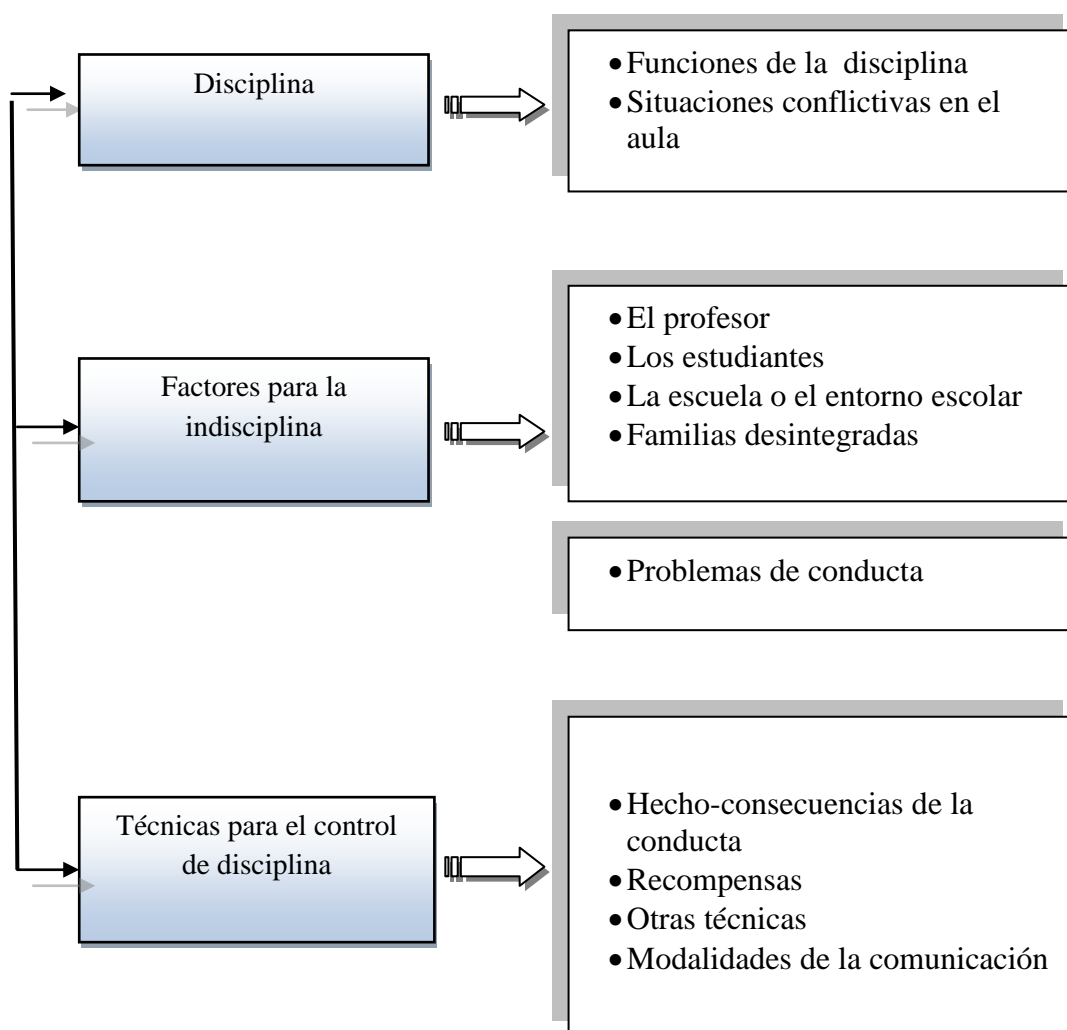 Disciplina
• Funciones de la disciplina
• Situaciones conflictivas en el
aula
Factores para la
indisciplina
• El profesor
• Los estudiantes
• La escuela o el entorno escolar
• Familias desintegradas
• Problemas de conducta
Técnicas para el control
de disciplina
• Hecho-consecuencias de la
conducta
• Recompensas
• Otras técnicas
• Modalidades de la comunicación